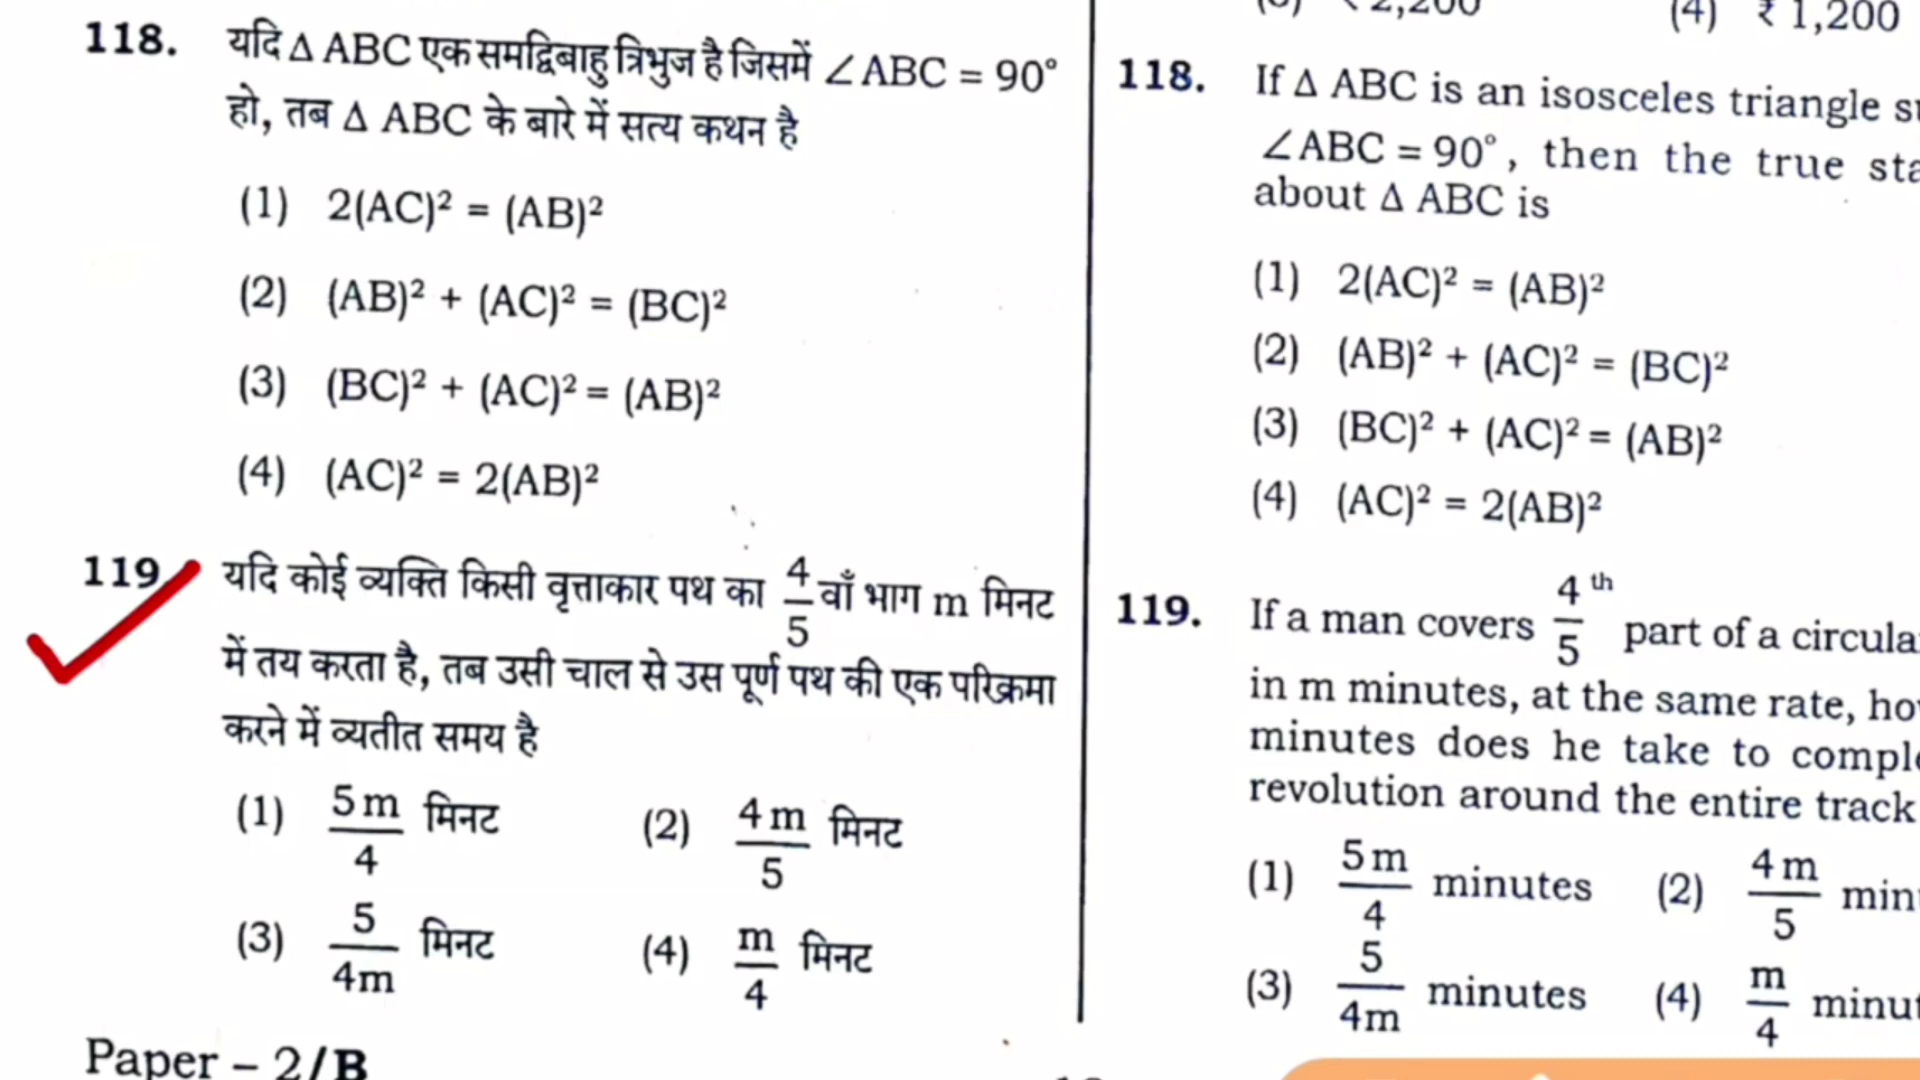 118. यदि Δ ABC एक समद्विबाहु त्रिभुज है जिसमें ∠ABC = 90°
हो, तब Δ ABC के बारे में सत्य कथन है
(1) 2(AC)² = (AB)²
(2) (AB)² + (AC)² = (BC)²
(3) (BC)² + (AC)² = (AB)²
(4) (AC)² = 2(AB)²
119. यदि कोई व्यक्ति किसी वृत्ताकार पथ का 4/5 वाँ भाग m मिनट
में तय करता है, तब उसी चाल से उस पूर्ण पथ की एक परिक्रमा
करने में व्यतीत समय है
(1) 5m/4 मिनट (2) 4m/5 मिनट
(3) 5/4m मिनट (4) m/4 मिनट
Paper – 2/B
(4) ₹ 1,200
118. If Δ ABC is an isosceles triangle
∠ABC = 90°, then the true
about Δ ABC is
(1) 2(AC)² = (AB)²
(2) (AB)² + (AC)² = (BC)²
(3) (BC)² + (AC)² = (AB)²
(4) (AC)² = 2(AB)²
119. If a man covers 4/5 th part of a
in m minutes, at the same rate,
minutes does he take to
revolution around the entire track
(1) 5m/4 minutes (2) 4m/5
(3) 5/4m minutes (4) m/4